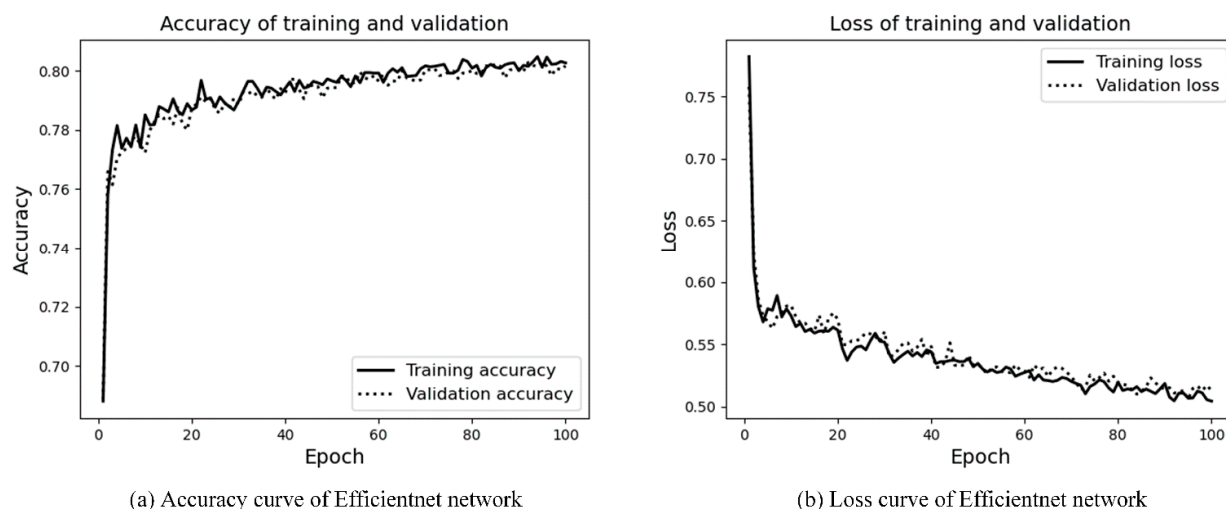 Accuracy of training and validation
0.80
0.78
0.76
0.74
0.72
0.70
Accuracy
Training accuracy
Validation accuracy
0 20 40 60 80 100
Epoch
(a) Accuracy curve of Efficientnet network
Loss of training and validation
Training loss
Validation loss
0.75
0.70
0.65
0.60
0.55
0.50
Loss
0 20 40 60 80 100
Epoch
(b) Loss curve of Efficientnet network